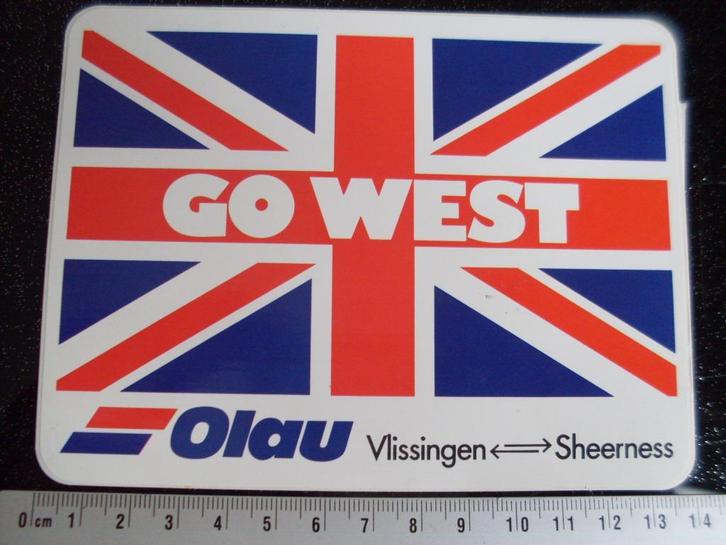 GO WEST
Olau Vlissingen ⟺ Sheerness
0 cm 1 2 3 4 5 6 7 8 9 10 11 12 13 14